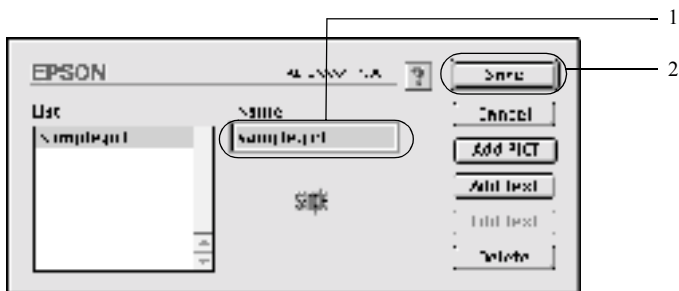 1
EPSON
?
Save
2
List
Name
Cancel
sample.pct
sample.pct
Add PICT
Add Text
Edit Text
Delete